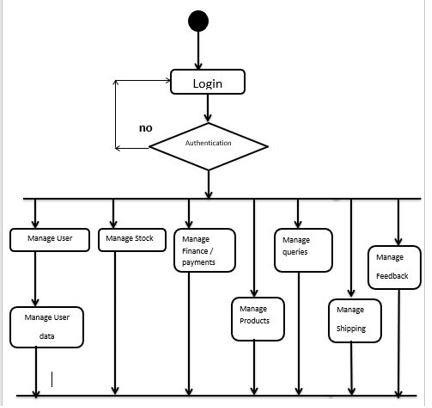 Login
no
Authentication
Manage User
Manage Stock
Manage
Finance /
payments
Manage
queries
Manage
Feedback
Manage
Products
Manage
Shipping
Manage User
data